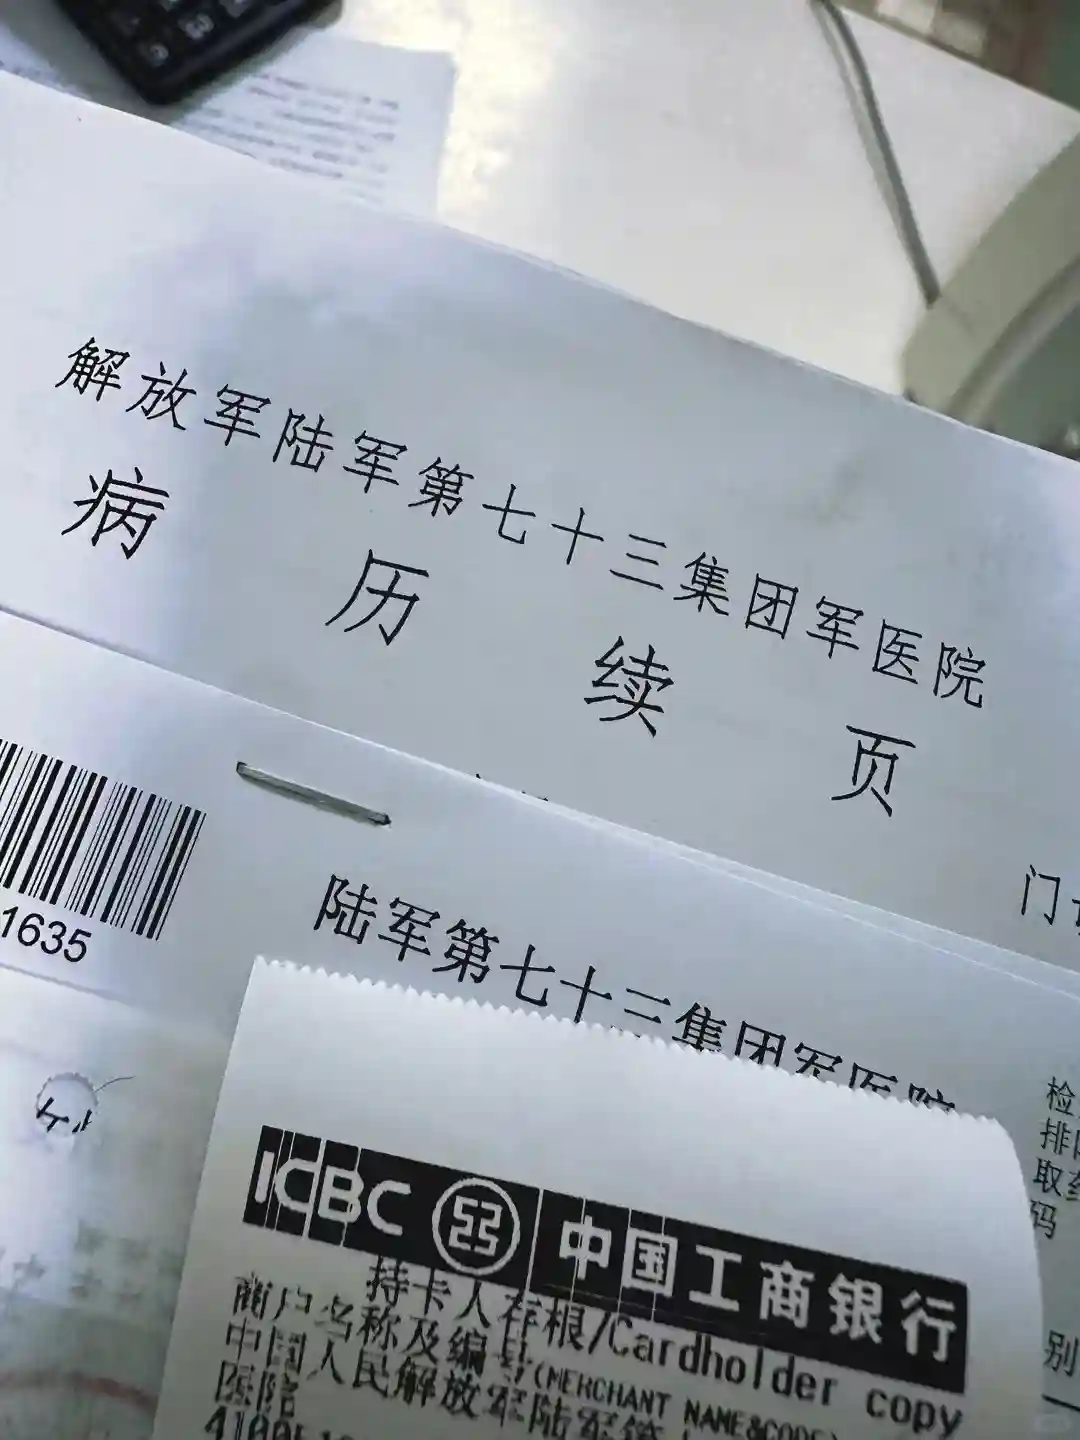 解放军陆军第七十三集团军医院
病历续页
门
1635
陆军第七十三集团军医院
检
排
取
码
别
ICBC 中国工商银行
持卡人存根/Cardholder copy
商户名称及编号(MERCHANT NAME&CODE)
中国人民解放军陆军第
医院